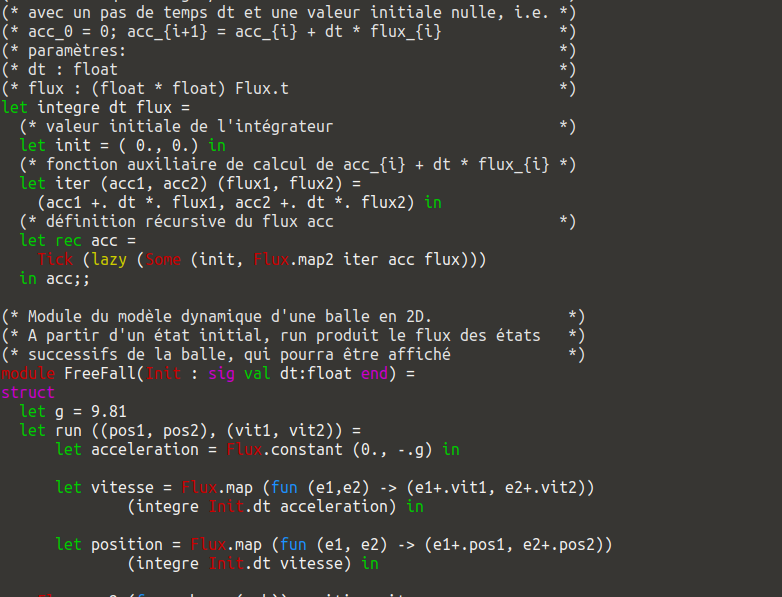 (* avec un pas de temps dt et une valeur initiale nulle, i.e. *)
(* acc_0 = 0; acc_{i+1} = acc_{i} + dt * flux_{i} *)
(* paramètres: *)
(* dt : float *)
(* flux : (float * float) Flux.t *)
let integre dt flux =
(* valeur initiale de l'intégrateur *)
let init = ( 0., 0.) in
(* fonction auxiliaire de calcul de acc_{i} + dt * flux_{i} *)
let iter (acc1, acc2) (flux1, flux2) =
(acc1 +. dt *. flux1, acc2 +. dt *. flux2) in
(* définition récursive du flux acc *)
let rec acc =
Tick (lazy (Some (init, Flux.map2 iter acc flux)))
in acc;;
(* Module du modèle dynamique d'une balle en 2D. *)
(* A partir d'un état initial, run produit le flux des états *)
(* successifs de la balle, qui pourra être affiché *)
module FreeFall(Init : sig val dt:float end) =
struct
let g = 9.81
let run ((pos1, pos2), (vit1, vit2)) =
let acceleration = Flux.constant (0., -.g) in
let vitesse = Flux.map (fun (e1,e2) -> (e1+.vit1, e2+.vit2))
(integre Init.dt acceleration) in
let position = Flux.map (fun (e1, e2) -> (e1+.pos1, e2+.pos2))
(integre Init.dt vitesse) in